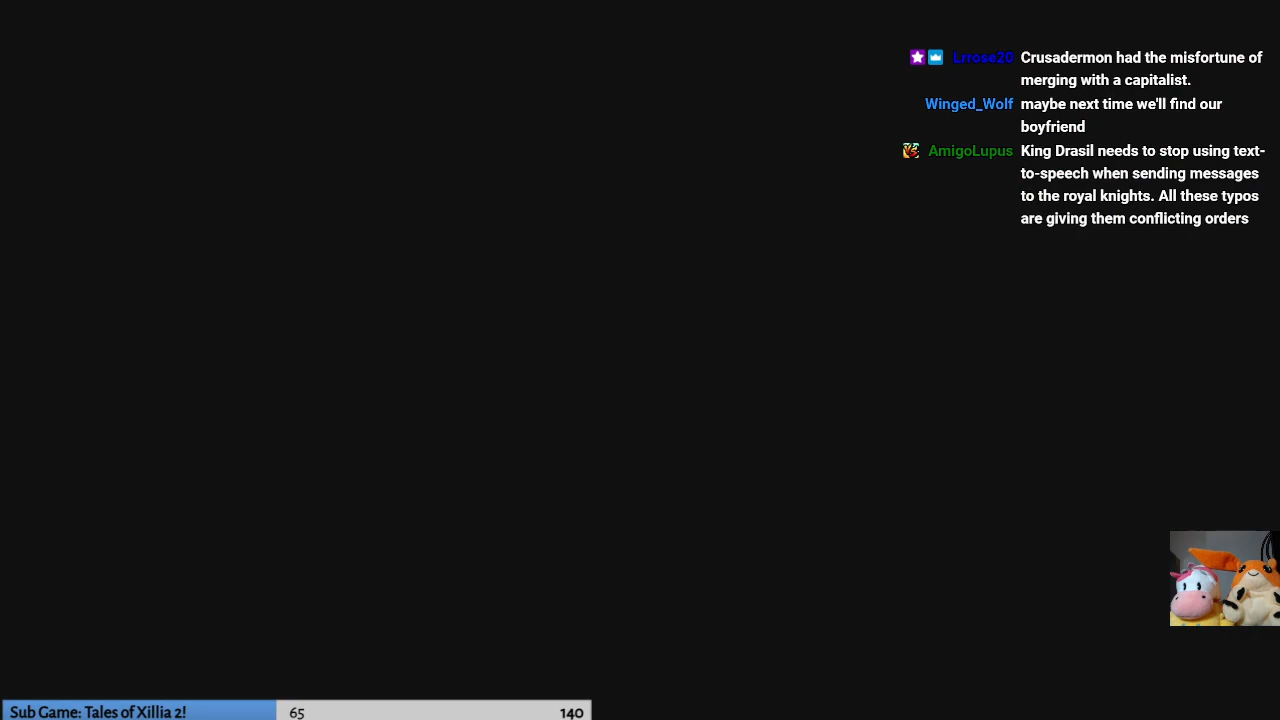 Lrrose20 Crusadermon had the misfortune of
merging with a capitalist.
Winged_Wolf maybe next time we'll find our
boyfriend
AmigoLupus King Drasil needs to stop using text-
to-speech when sending messages
to the royal knights. All these typos
are giving them conflicting orders
Sub Game: Tales of Xillia 2! 65 140